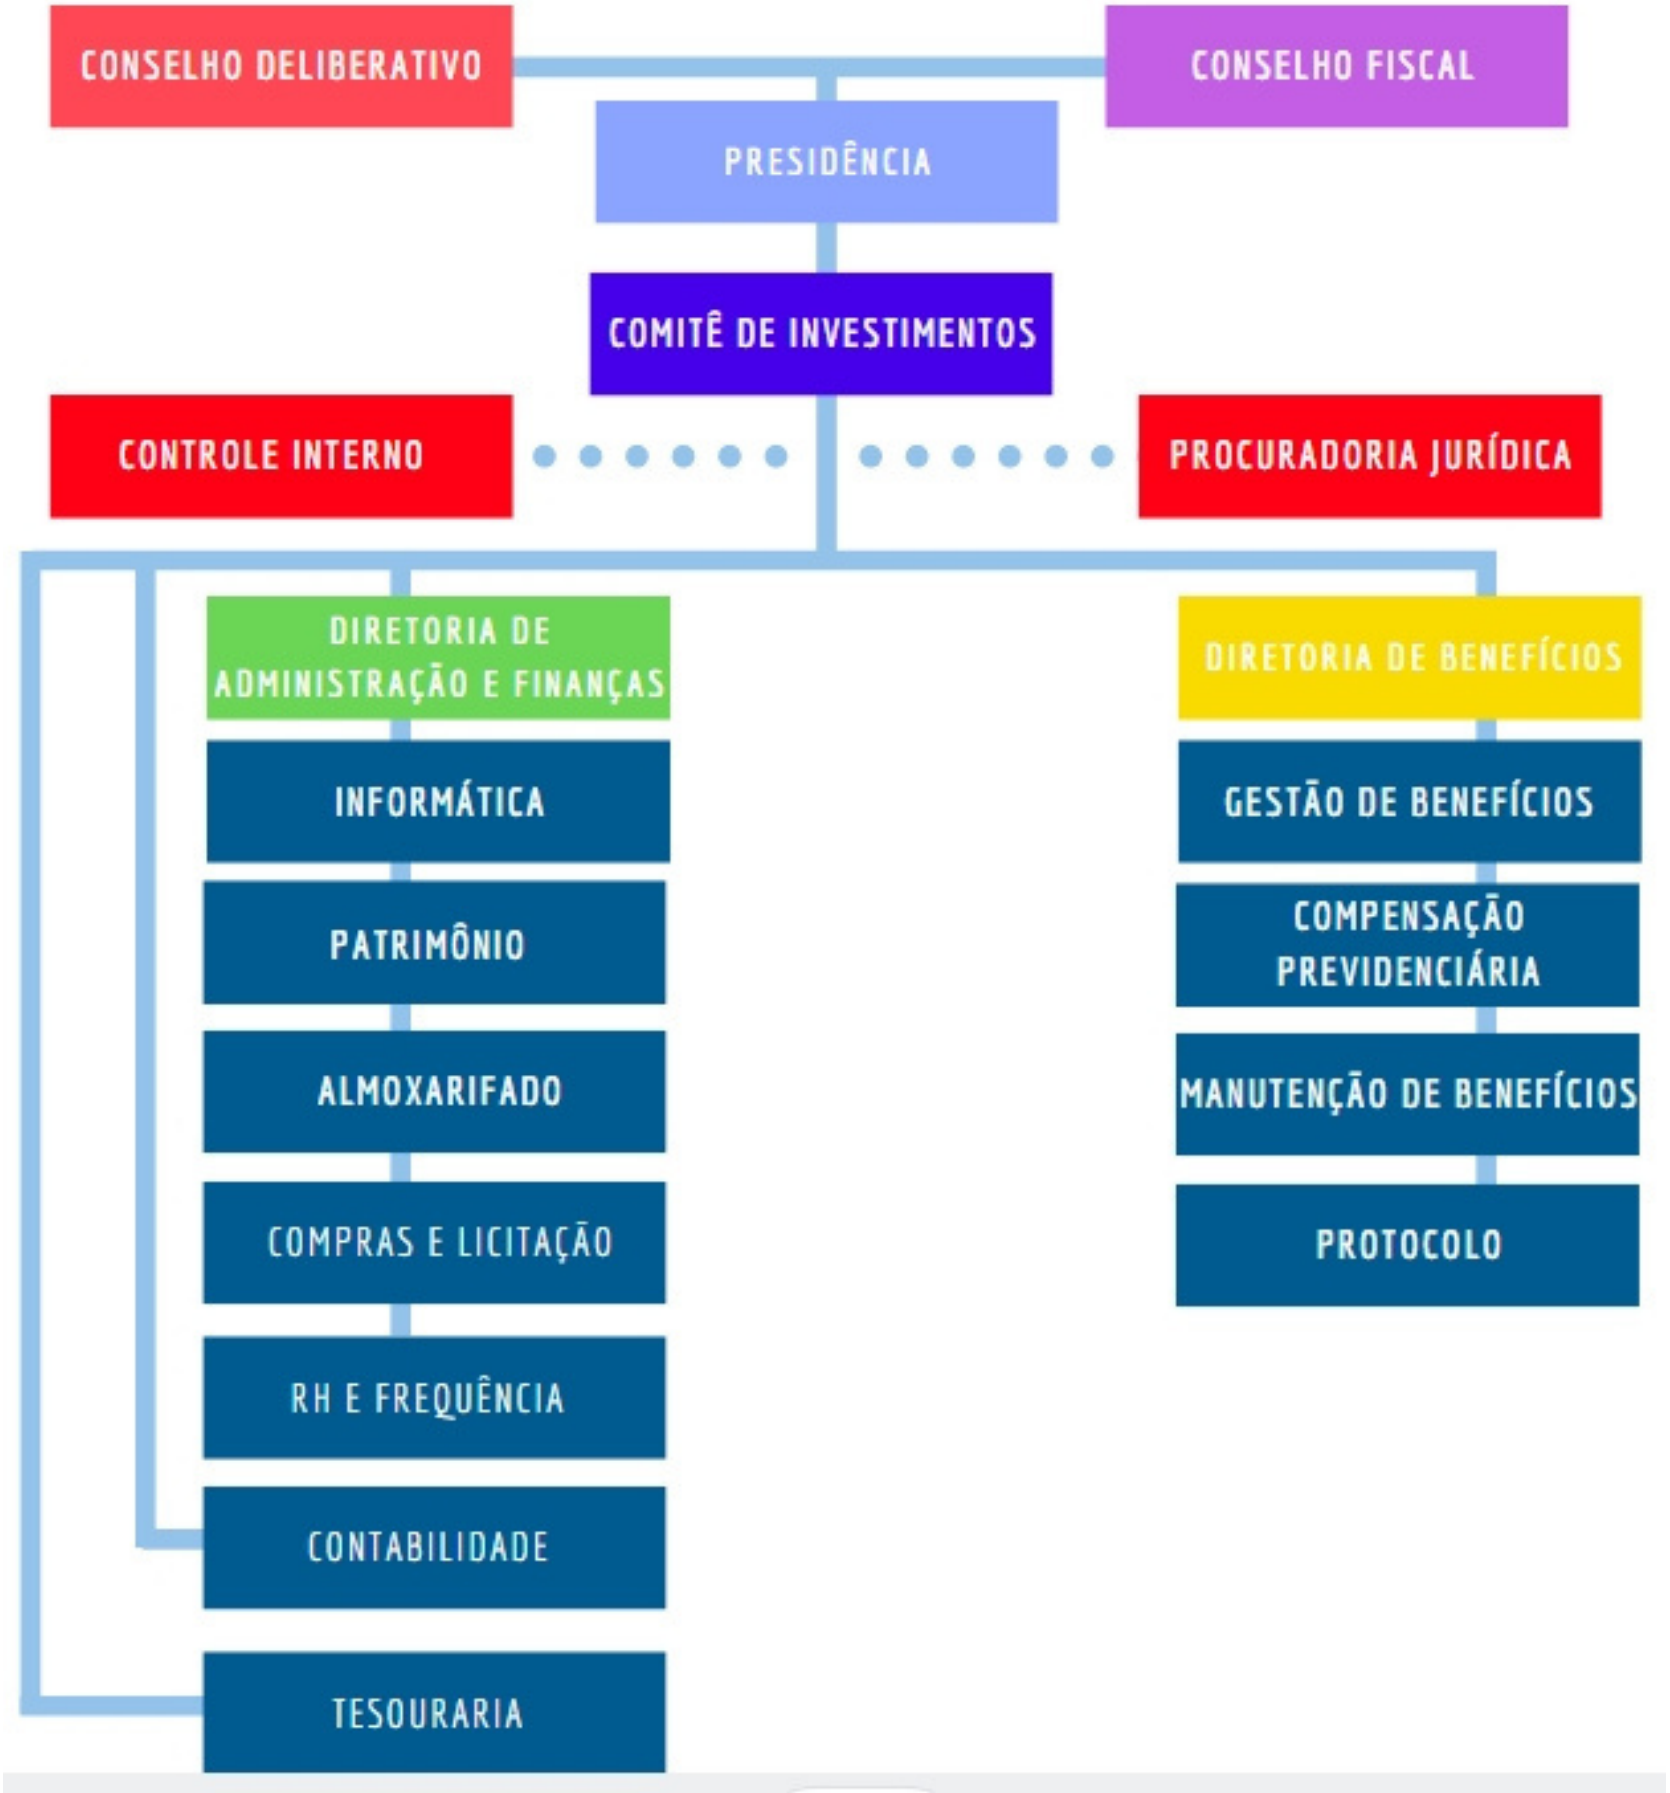 CONSELHO DELIBERATIVO
CONSELHO FISCAL
PRESIDÊNCIA
COMITÊ DE INVESTIMENTOS
CONTROLE INTERNO
PROCURADORIA JURÍDICA
DIRETORIA DE
ADMINISTRAÇÃO E FINANÇAS
INFORMÁTICA
PATRIMÔNIO
ALMOXARIFADO
COMPRAS E LICITAÇÃO
RH E FREQUÊNCIA
CONTABILIDADE
TESOURARIA
DIRETORIA DE BENEFÍCIOS
GESTÃO DE BENEFÍCIOS
COMPENSAÇÃO
PREVIDENCIÁRIA
MANUTENÇÃO DE BENEFÍCIOS
PROTOCOLO